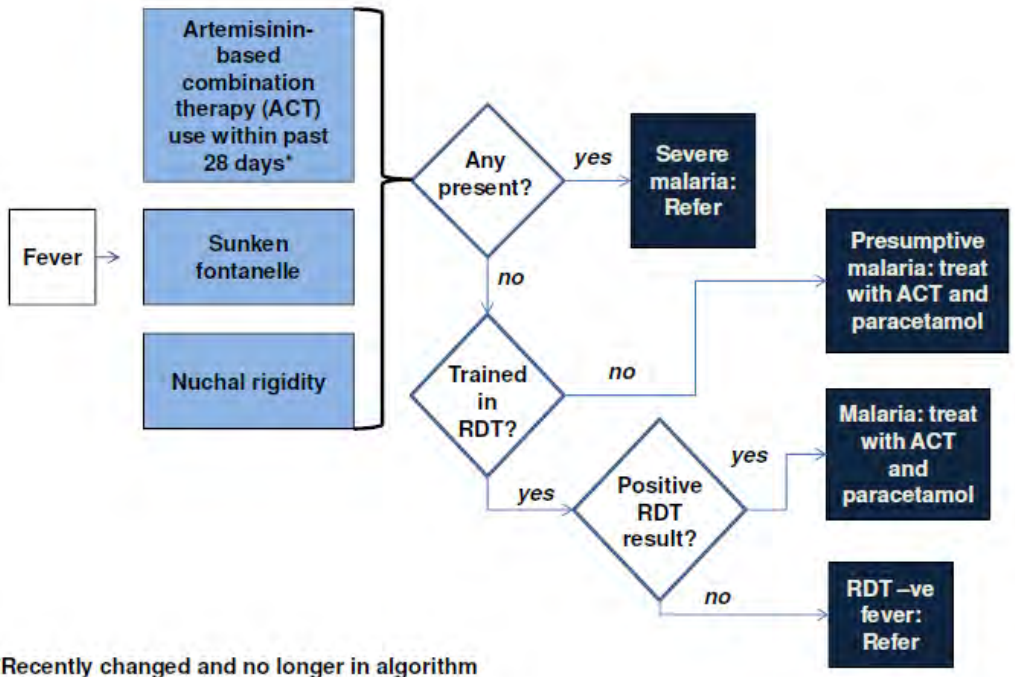 Fever
Artemisinin-
based
combination
therapy (ACT)
use within past
28 days*
Sunken
fontanelle
Nuchal rigidity
Any
present?
yes
Severe
malaria:
Refer
no
Trained
in
RDT?
no
Presumptive
malaria: treat
with ACT and
paracetamol
yes
Positive
RDT
result?
yes
Malaria: treat
with ACT
and
paracetamol
no
RDT –ve
fever:
Refer
Recently changed and no longer in algorithm